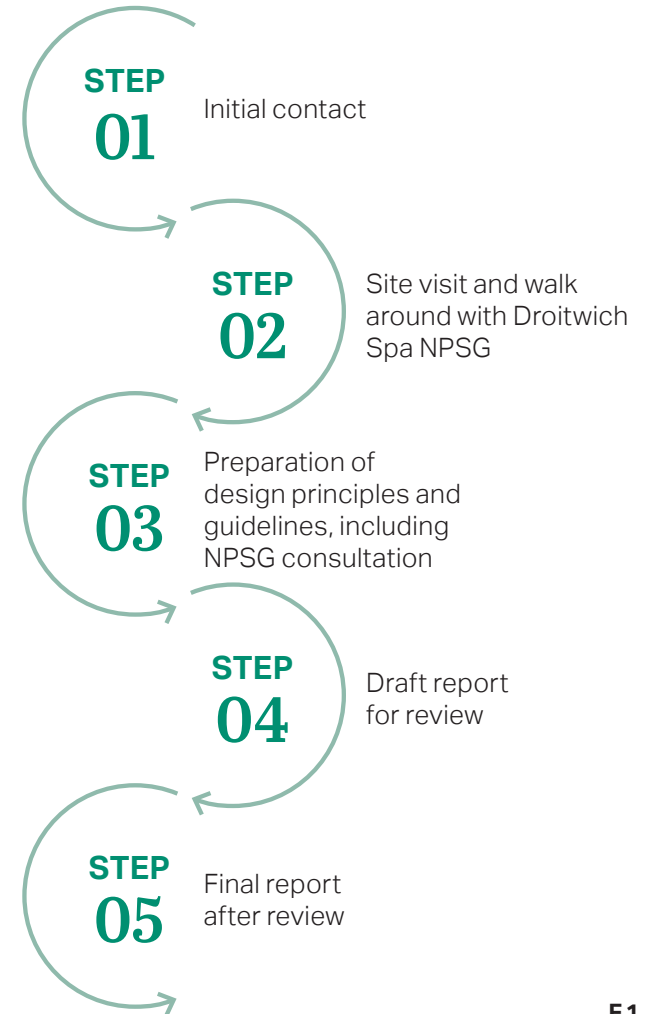 STEP
01
Initial contact
STEP
02
Site visit and walk
around with Droitwich
Spa NPSG
STEP
03
Preparation of
design principles and
guidelines, including
NPSG consultation
STEP
04
Draft report
for review
STEP
05
Final report
after review